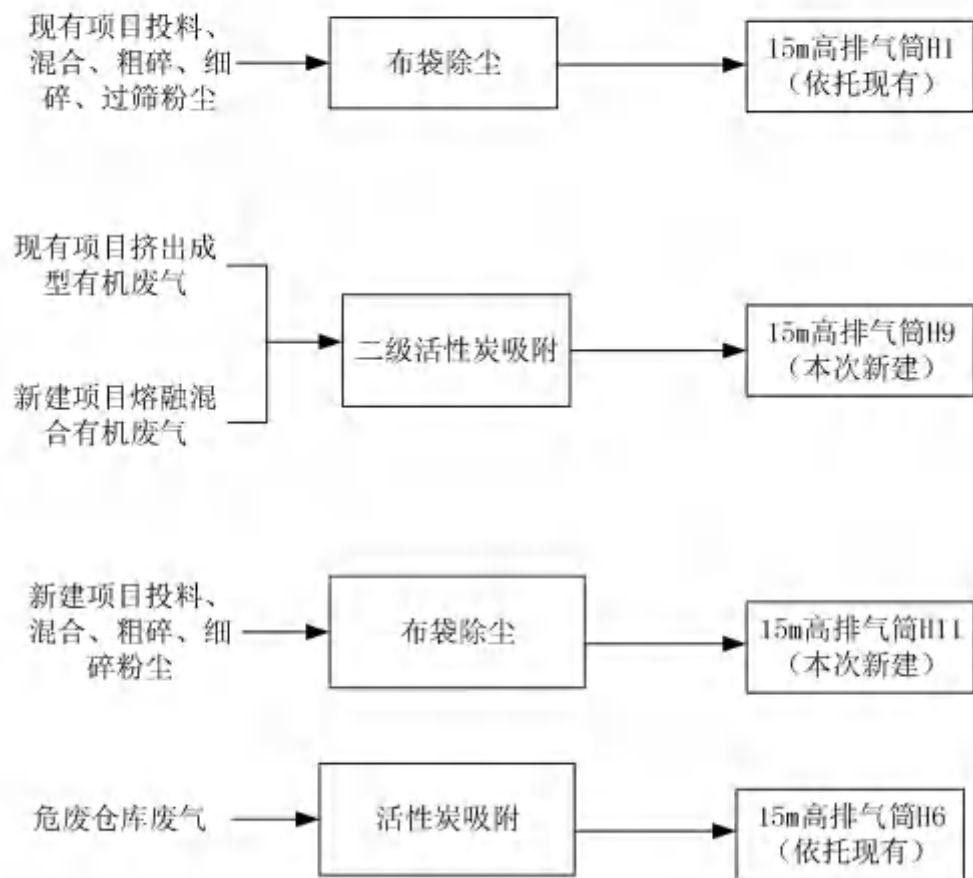 现有项目投料、
混合、粗碎、细
碎、过筛粉尘
布袋除尘
15m高排气筒H1
（依托现有）
现有项目挤出成
型有机废气
新建项目熔融混
合有机废气
二级活性炭吸附
15m高排气筒H9
（本次新建）
新建项目投料、
混合、粗碎、细
碎粉尘
布袋除尘
15m高排气筒H11
（本次新建）
危废仓库废气
活性炭吸附
15m高排气筒H6
（依托现有）